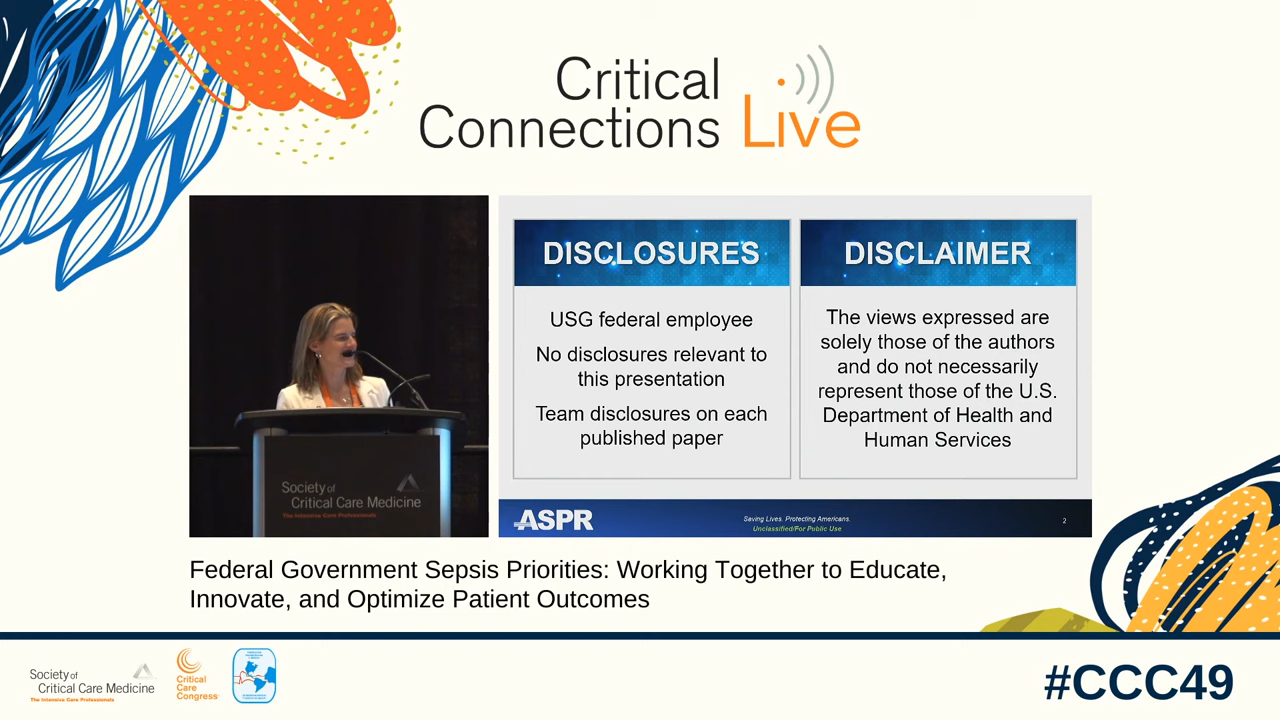 Critical
Connections Live
DISCLOSURES
USG federal employee
No disclosures relevant to
this presentation
Team disclosures on each
published paper
DISCLAIMER
The views expressed are
solely those of the authors
and do not necessarily
represent those of the U.S.
Department of Health and
Human Services
Society of
Critical Care Medicine
The Intensive Care Professionals
ASPR
Saving Lives. Protecting Americans.
Unclassified/For Public Use
2
Federal Government Sepsis Priorities: Working Together to Educate,
Innovate, and Optimize Patient Outcomes
Society of
Critical Care Medicine
The Intensive Care Professionals
Critical
Care
Congress
#CCC49